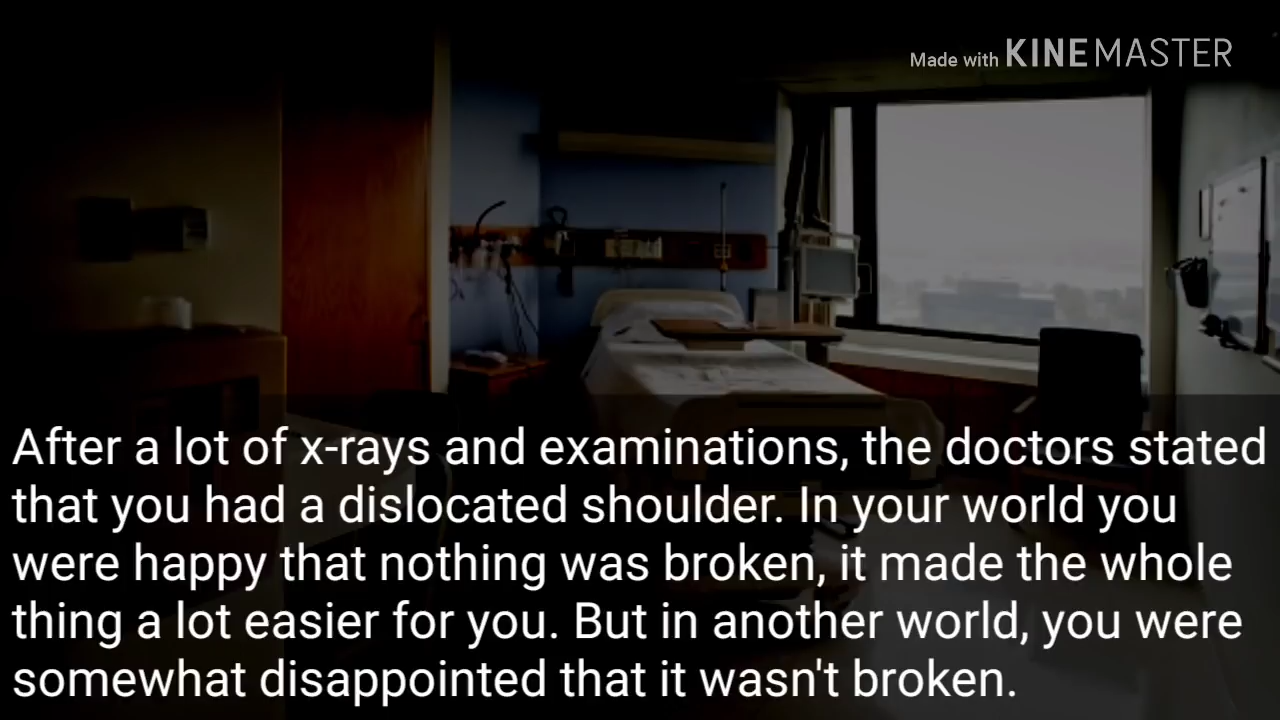 Made with KINEMASTER
After a lot of x-rays and examinations, the doctors stated
that you had a dislocated shoulder. In your world you
were happy that nothing was broken, it made the whole
thing a lot easier for you. But in another world, you were
somewhat disappointed that it wasn't broken.